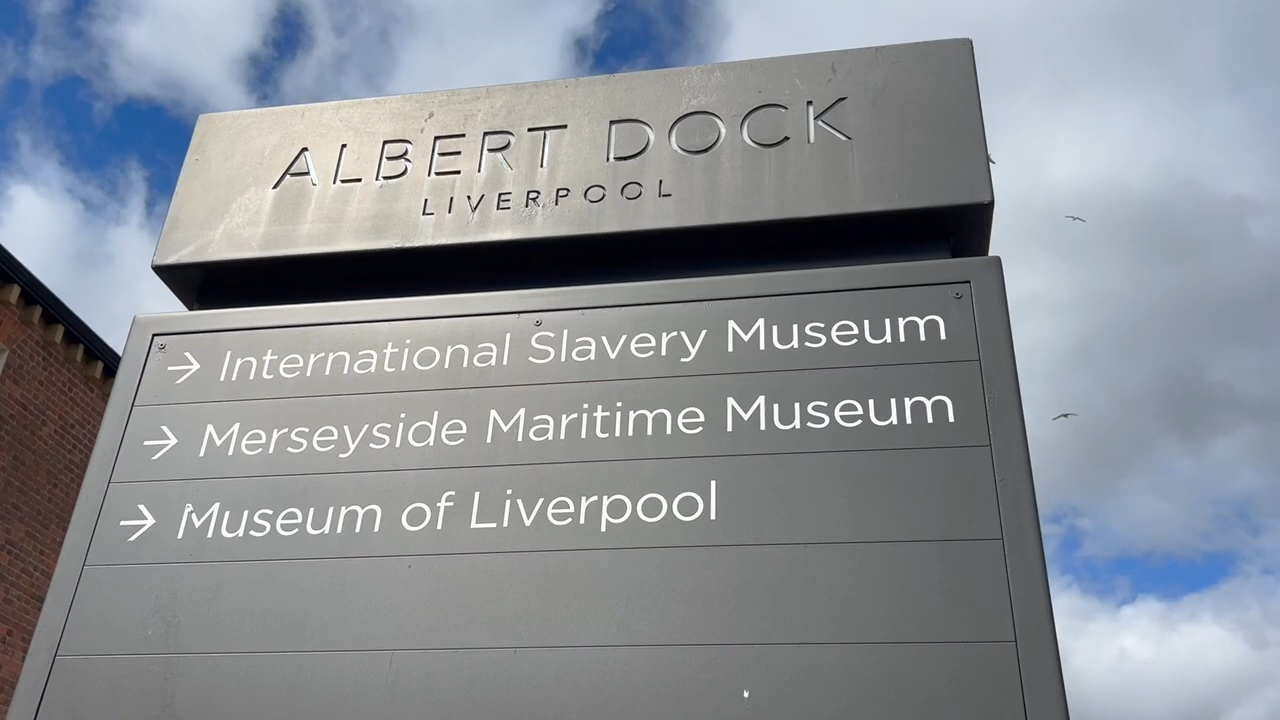 ALBERT DOCK
LIVERPOOL
→ International Slavery Museum
→ Merseyside Maritime Museum
→ Museum of Liverpool